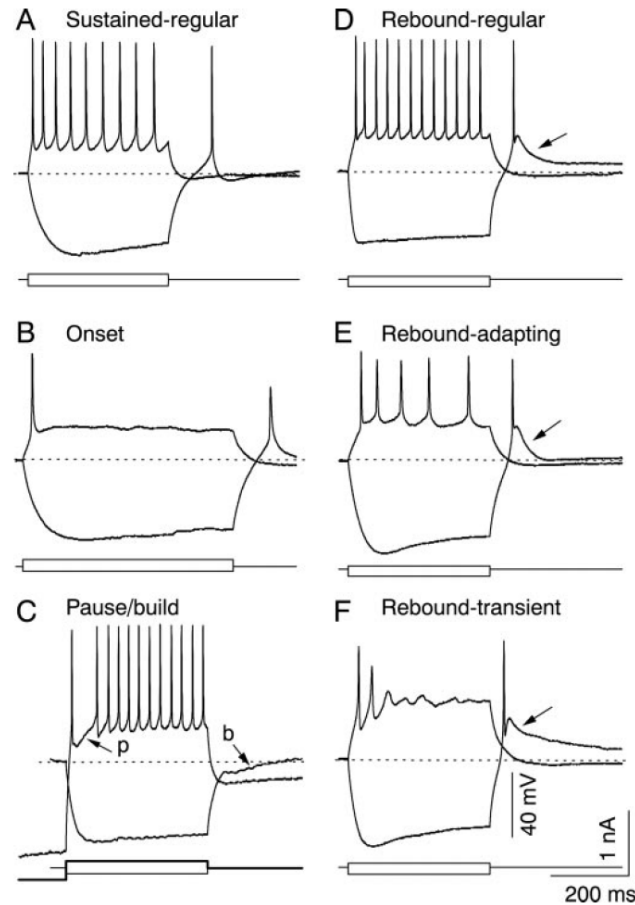 A Sustained-regular
D Rebound-regular
B Onset
E Rebound-adapting
C Pause/build
p
b
F Rebound-transient
40 mV
1 nA
200 ms